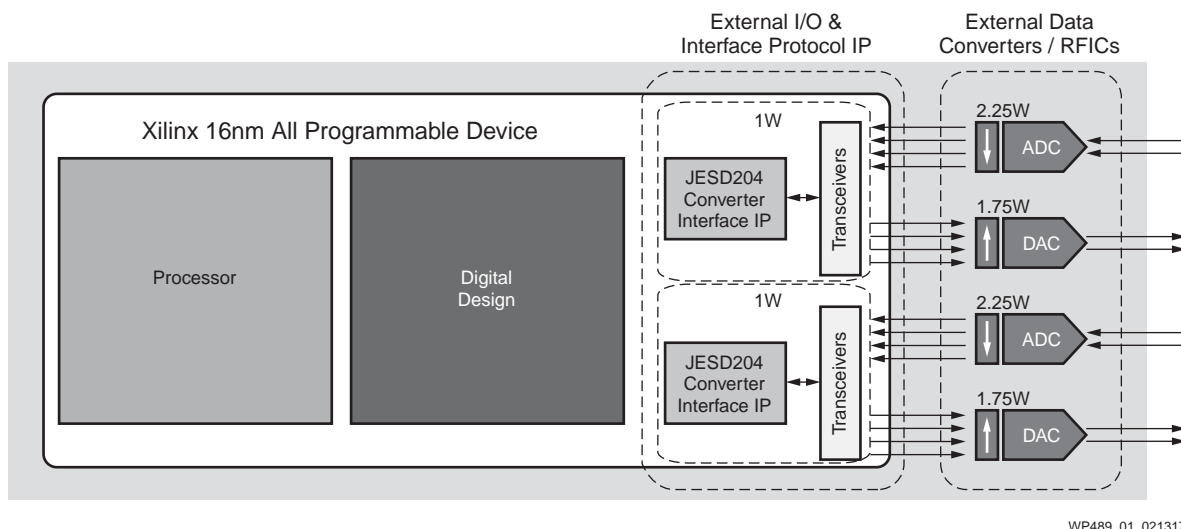 External I/O &
Interface Protocol IP
External Data
Converters / RFICs
Xilinx 16nm All Programmable Device
Processor
Digital
Design
1W
JESD204
Converter
Interface IP
Transceivers
2.25W
ADC
1.75W
DAC
1W
JESD204
Converter
Interface IP
Transceivers
2.25W
ADC
1.75W
DAC
WP489_01_021317